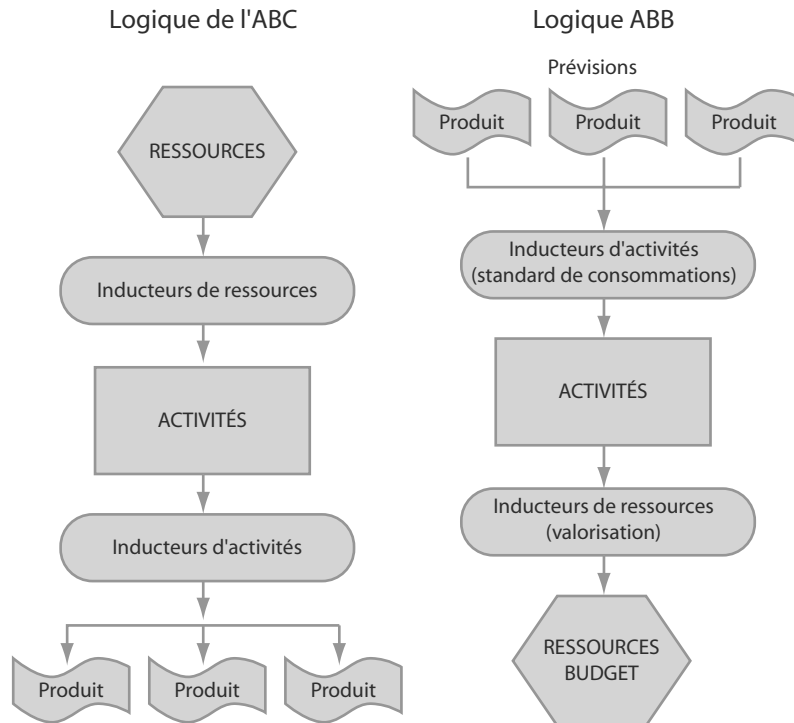 Logique de l'ABC
RESSOURCES
Inducteurs de ressources
ACTIVITÉS
Inducteurs d'activités
Produit
Produit
Produit
Logique ABB
Prévisions
Produit
Produit
Produit
Inducteurs d'activités
(standard de consommations)
ACTIVITÉS
Inducteurs de ressources
(valorisation)
RESSOURCES
BUDGET